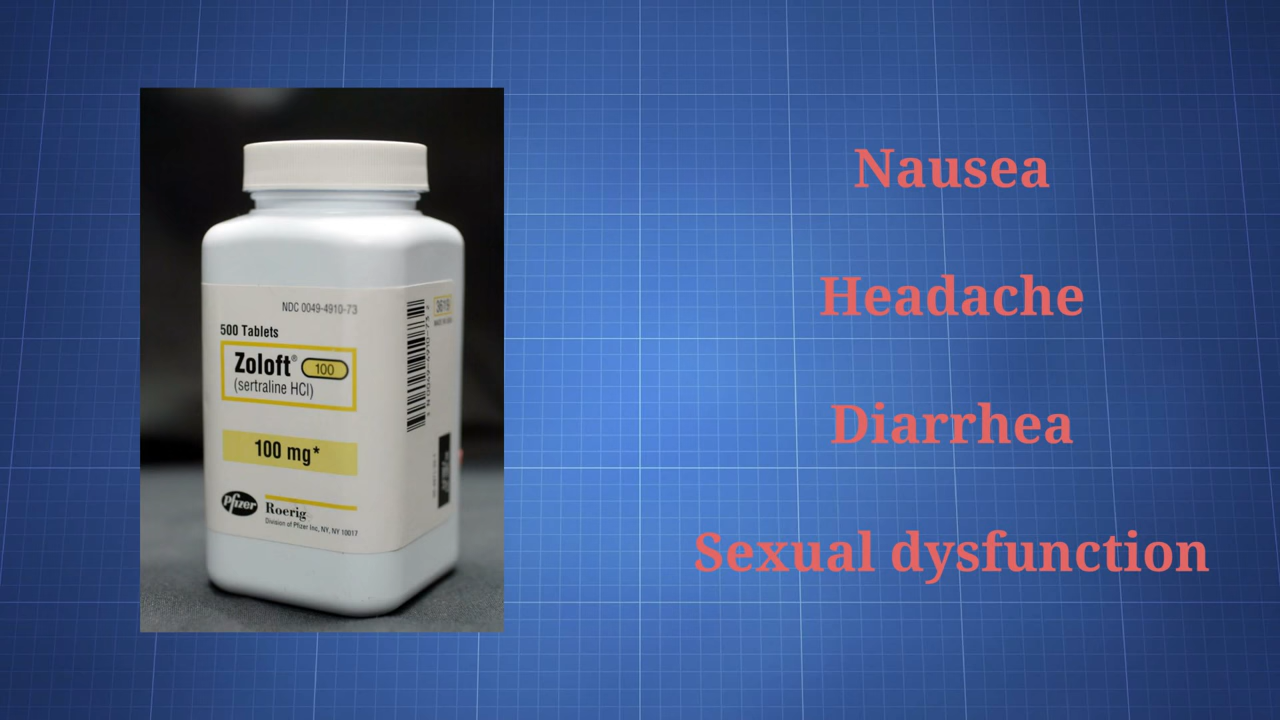 NDC 0049-4910-73
500 Tablets
Zoloft® 100
(sertraline HCl)
100 mg*
Pfizer
Roerig
Division of Pfizer Inc, NY, NY 10017
Nausea
Headache
Diarrhea
Sexual dysfunction